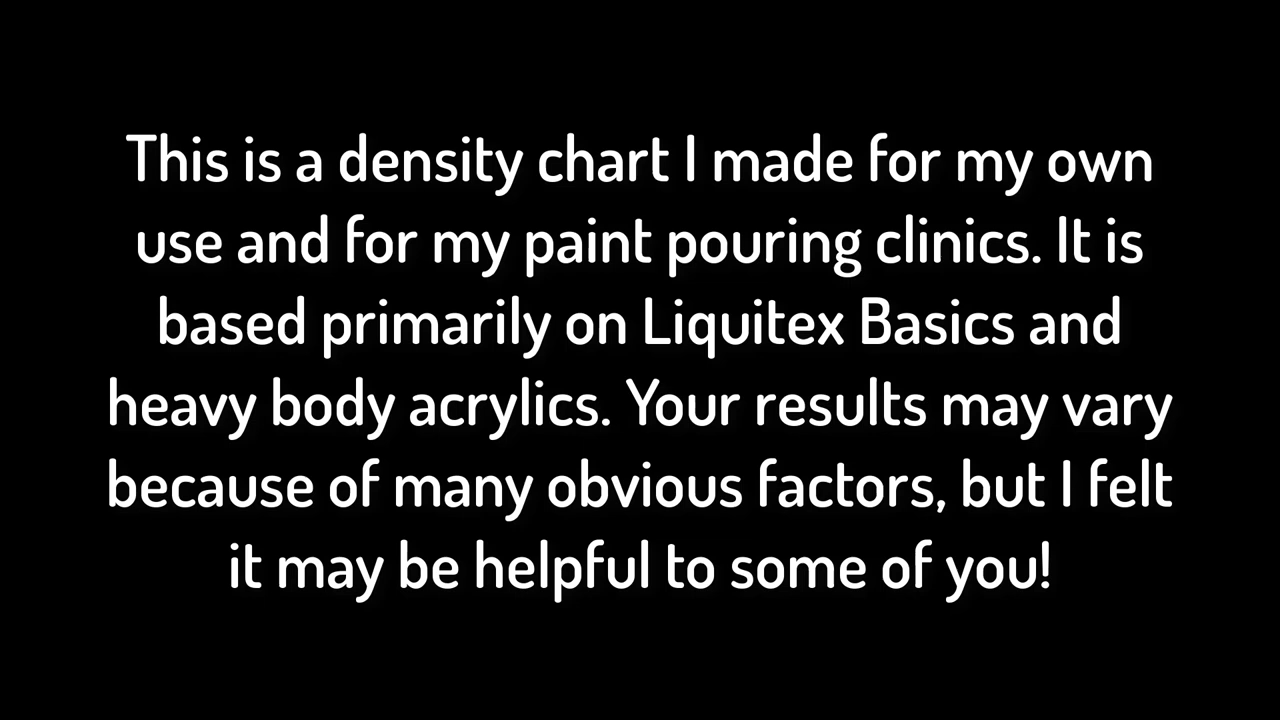 This is a density chart I made for my own
use and for my paint pouring clinics. It is
based primarily on Liquitex Basics and
heavy body acrylics. Your results may vary
because of many obvious factors, but I felt
it may be helpful to some of you!